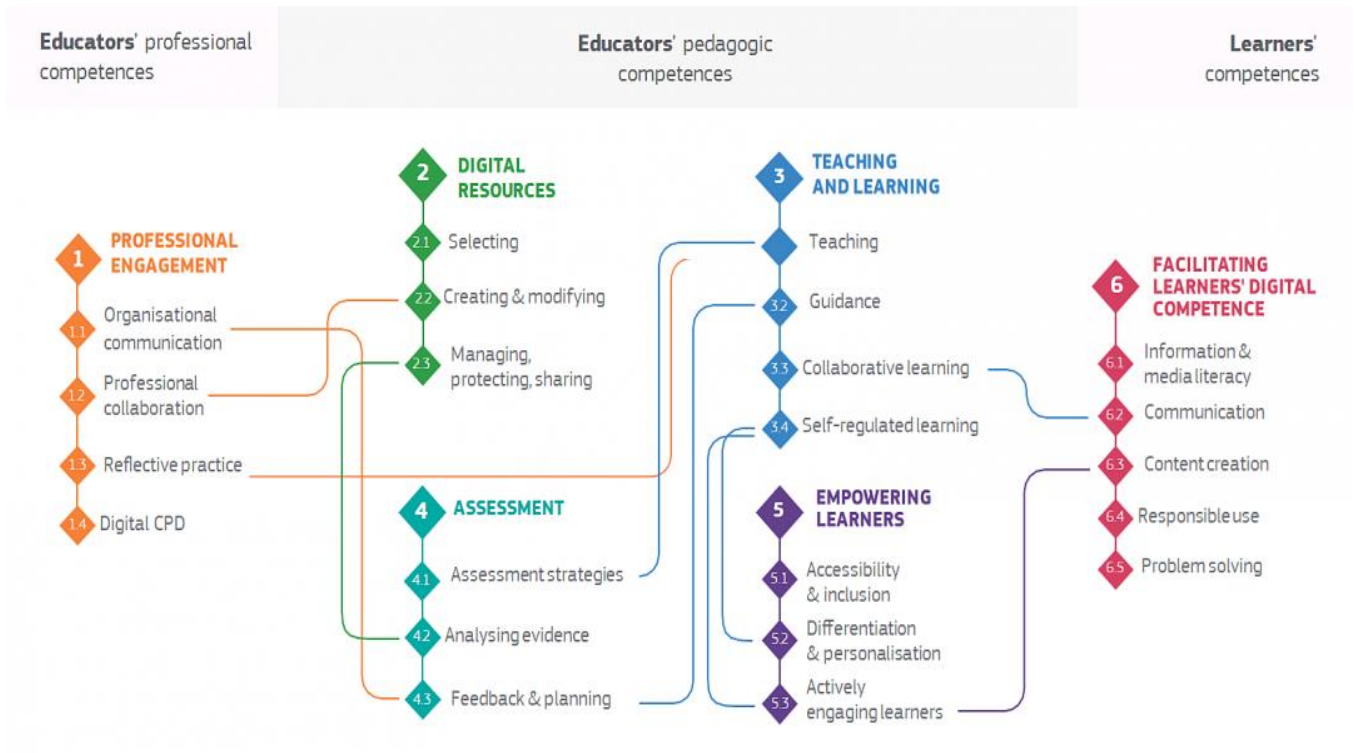 Educators' professional
competences
Educators' pedagogic
competences
Learners'
competences
1
PROFESSIONAL
ENGAGEMENT
1.1
Organisational
communication
1.2
Professional
collaboration
1.3
Reflective practice
1.4
Digital CPD
2
DIGITAL
RESOURCES
2.1
Selecting
2.2
Creating & modifying
2.3
Managing,
protecting, sharing
3
TEACHING
AND LEARNING
Teaching
3.2
Guidance
3.3
Collaborative learning
3.4
Self-regulated learning
4
ASSESSMENT
4.1
Assessment strategies
4.2
Analysing evidence
4.3
Feedback & planning
5
EMPOWERING
LEARNERS
5.1
Accessibility
& inclusion
5.2
Differentiation
& personalisation
5.3
Actively
engaging learners
6
FACILITATING
LEARNERS' DIGITAL
COMPETENCE
6.1
Information &
media literacy
6.2
Communication
6.3
Content creation
6.4
Responsible use
6.5
Problem solving